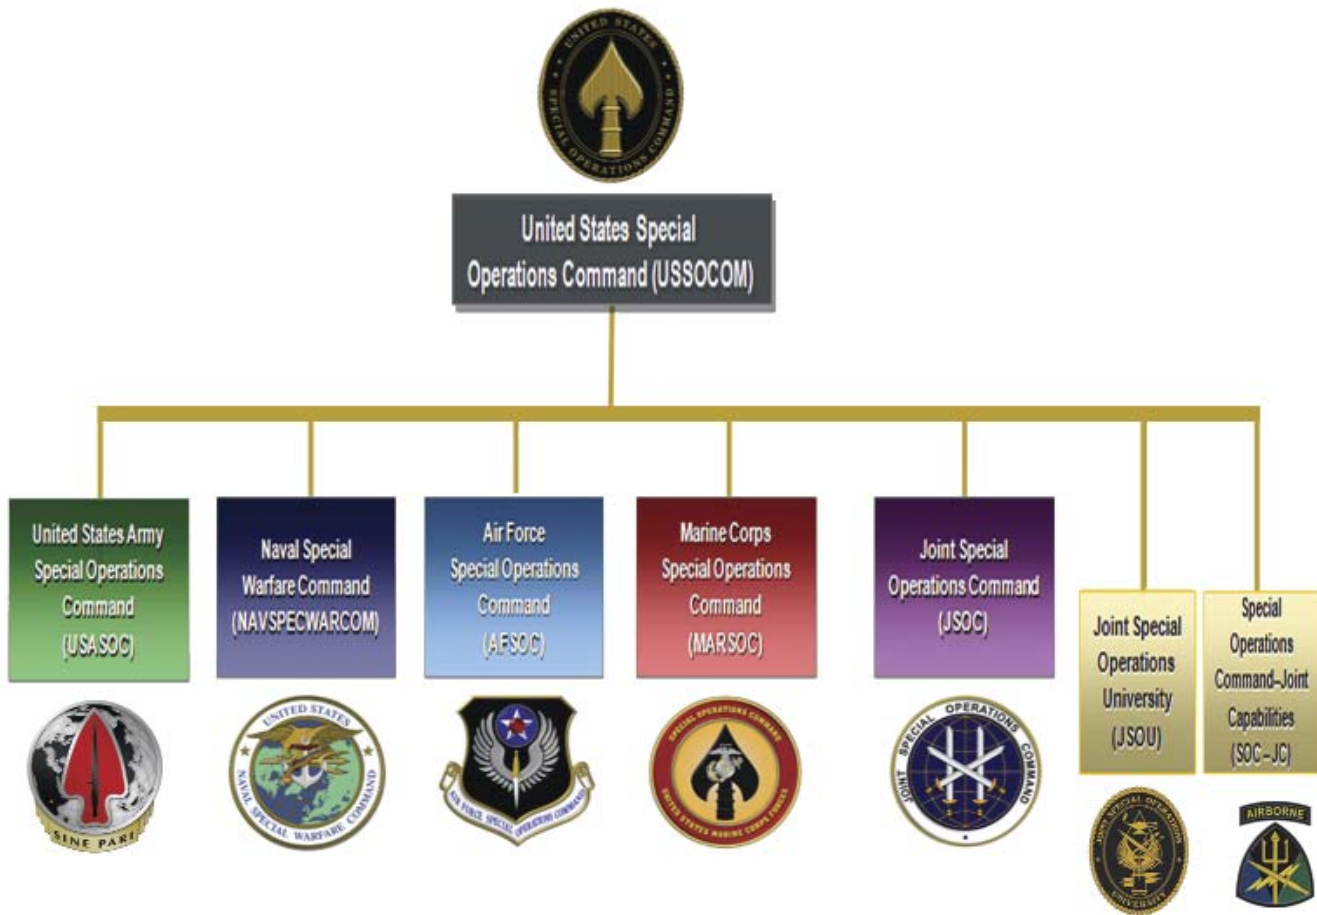 UNITED STATES
SPECIAL OPERATIONS COMMAND
United States Special
Operations Command (USSOCOM)
United States Army
Special Operations
Command
(USASOC)
Naval Special
Warfare Command
(NAVSPECWARCOM)
Air Force
Special Operations
Command
(AFSOC)
Marine Corps
Special Operations
Command
(MARSOC)
Joint Special
Operations Command
(JSOC)
Joint Special
Operations
University
(JSOU)
Special
Operations
Command–Joint
Capabilities
(SOC–JC)
SINE PARI
UNITED STATES
NAVAL SPECIAL WARFARE COMMAND
AIR FORCE SPECIAL OPERATIONS COMMAND
SPECIAL OPERATIONS COMMAND
UNITED STATES MARINE CORPS FORCES
JOINT SPECIAL OPERATIONS COMMAND
JOINT SPECIAL OPERATIONS
UNIVERSITY
AIRBORNE